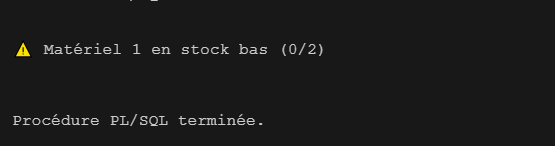 ⚠ Matériel 1 en stock bas (0/2)
Procédure PL/SQL terminée.